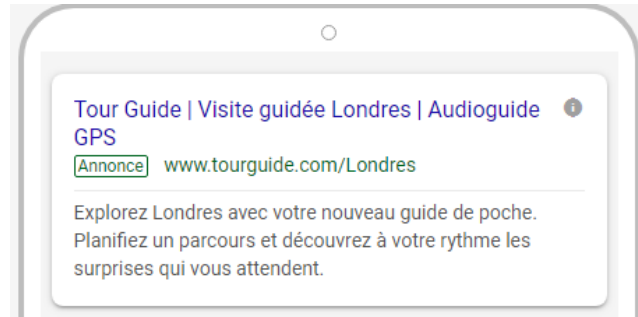 Tour Guide | Visite guidée Londres | Audioguide
GPS
Annonce www.tourguide.com/Londres
Explorez Londres avec votre nouveau guide de poche.
Planifiez un parcours et découvrez à votre rythme les
surprises qui vous attendent.